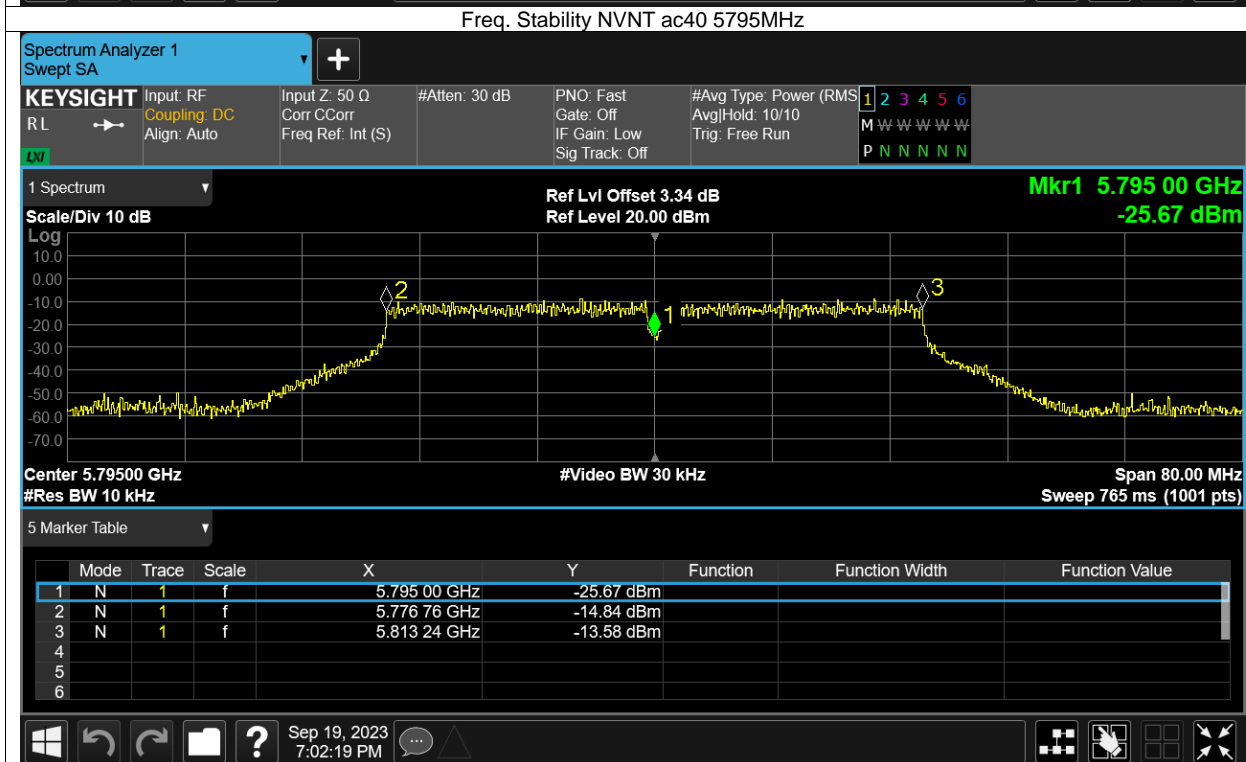 Freq. Stability NVNT ac40 5795MHz
Spectrum Analyzer 1
Swept SA
+
KEYSIGHT
R L
LXI
Input: RF
Coupling: DC
Align: Auto
Input Z: 50 Ω
Corr CCorr
Freq Ref: Int (S)
#Atten: 30 dB
PNO: Fast
Gate: Off
IF Gain: Low
Sig Track: Off
#Avg Type: Power (RMS
Avg|Hold: 10/10
Trig: Free Run
1 2 3 4 5 6
M W W W W W
P N N N N N N
1 Spectrum
Scale/Div 10 dB
Ref Lvl Offset 3.34 dB
Ref Level 20.00 dBm
Mkr1 5.795 00 GHz
-25.67 dBm
Log
10.0
0.00
-10.0
-20.0
-30.0
-40.0
-50.0
-60.0
-70.0
2
1
3
Center 5.79500 GHz
#Video BW 30 kHz
Span 80.00 MHz
#Res BW 10 kHz
Sweep 765 ms (1001 pts)
5 Marker Table
Mode Trace Scale X Y Function Function Width Function Value
1 N 1 f 5.795 00 GHz -25.67 dBm
2 N 1 f 5.776 76 GHz -14.84 dBm
3 N 1 f 5.813 24 GHz -13.58 dBm
4
5
6
?
Sep 19, 2023
7:02:19 PM